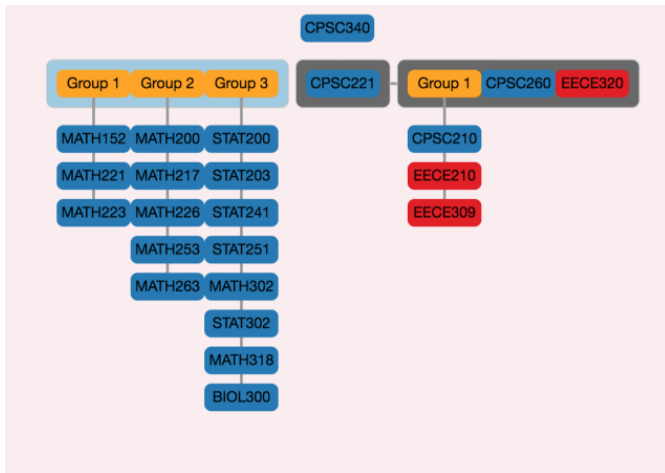 CPSC340
Group 1 Group 2 Group 3 CPSC221 Group 1 CPSC260 EECE320
MATH152 MATH200 STAT200 CPSC210
MATH221 MATH217 STAT203 EECE210
MATH223 MATH226 STAT241 EECE309
MATH253 STAT251
MATH263 MATH302
STAT302
MATH318
BIOL300